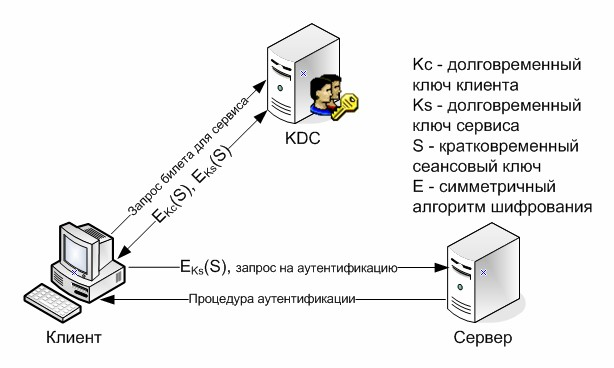 KDC
Kc - долговременный
ключ клиента
Ks - долговременный
ключ сервиса
S - кратковременный
сеансовый ключ
E - симметричный
алгоритм шифрования
Запрос билета для сервиса
EKc(S), EKs(S)
EKs(S), запрос на аутентификацию
Процедура аутентификации
Клиент
Сервер